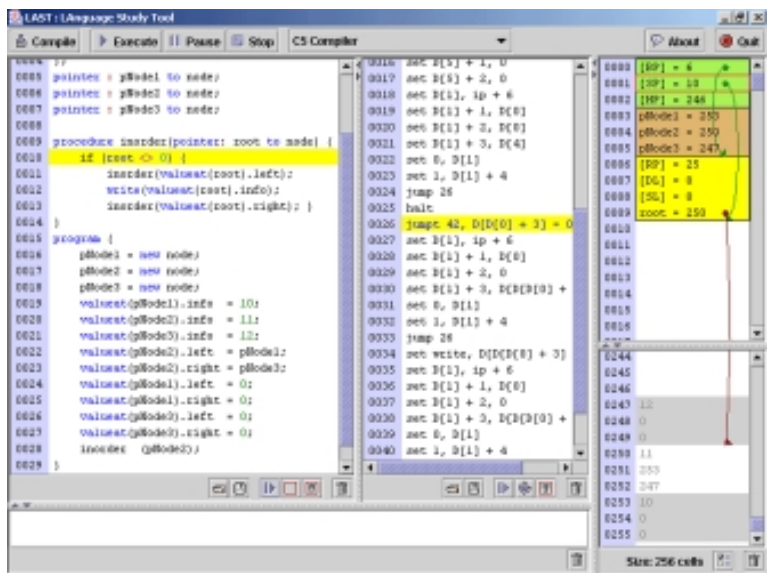 LAST : LAnguage Study Tool
Compile Execute Pause Stop CS Compiler About Quit
0005 pointer : pNode1 to node;
0006 pointer : pNode2 to node;
0007 pointer : pNode3 to node;
0008
0009 procedure inorder(pointer: root to node) {
0010 if (root <> 0) {
0011 inorder(valueat(root).left);
0012 write(valueat(root).info);
0013 inorder(valueat(root).right); }
0014 }
0015 program {
0016 pNode1 = new node;
0017 pNode2 = new node;
0018 pNode3 = new node;
0019 valueat(pNode1).info = 10;
0020 valueat(pNode2).info = 11;
0021 valueat(pNode3).info = 12;
0022 valueat(pNode2).left = pNode1;
0023 valueat(pNode2).right = pNode3;
0024 valueat(pNode1).left = 0;
0025 valueat(pNode1).right = 0;
0026 valueat(pNode3).left = 0;
0027 valueat(pNode3).right = 0;
0028 inorder (pNode2);
0029 }
0016 set D[5] + 1, 0
0017 set D[5] + 2, 0
0018 set D[1], ip + 6
0019 set D[1] + 1, D[0]
0020 set D[1] + 2, D[0]
0021 set D[1] + 3, D[4]
0022 set 0, D[1]
0023 set 1, D[1] + 4
0024 jump 26
0025 halt
0026 jumpt 42, D[D[0] + 3] = 0
0027 set D[1], ip + 6
0028 set D[1] + 1, D[0]
0029 set D[1] + 2, 0
0030 set D[1] + 3, D[D[D[0] +
0031 set 0, D[1]
0032 set 1, D[1] + 4
0033 jump 26
0034 set write, D[D[D[0] + 3]
0035 set D[1], ip + 6
0036 set D[1] + 1, D[0]
0037 set D[1] + 2, 0
0038 set D[1] + 3, D[D[D[0] +
0039 set 0, D[1]
0040 set 1, D[1] + 4
0000 [RP] = 6
0001 [SP] = 10
0002 [HP] = 246
0003 pNode1 = 253
0004 pNode2 = 250
0005 pNode3 = 247
0006 [RP] = 25
0007 [DL] = 0
0008 [SL] = 0
0009 root = 250
0010
0011
0012
0013
0014
0015
0016
0244
0245
0246
0247 12
0248 0
0249 0
0250 11
0251 253
0252 247
0253 10
0254 0
0255 0
Size: 256 cells